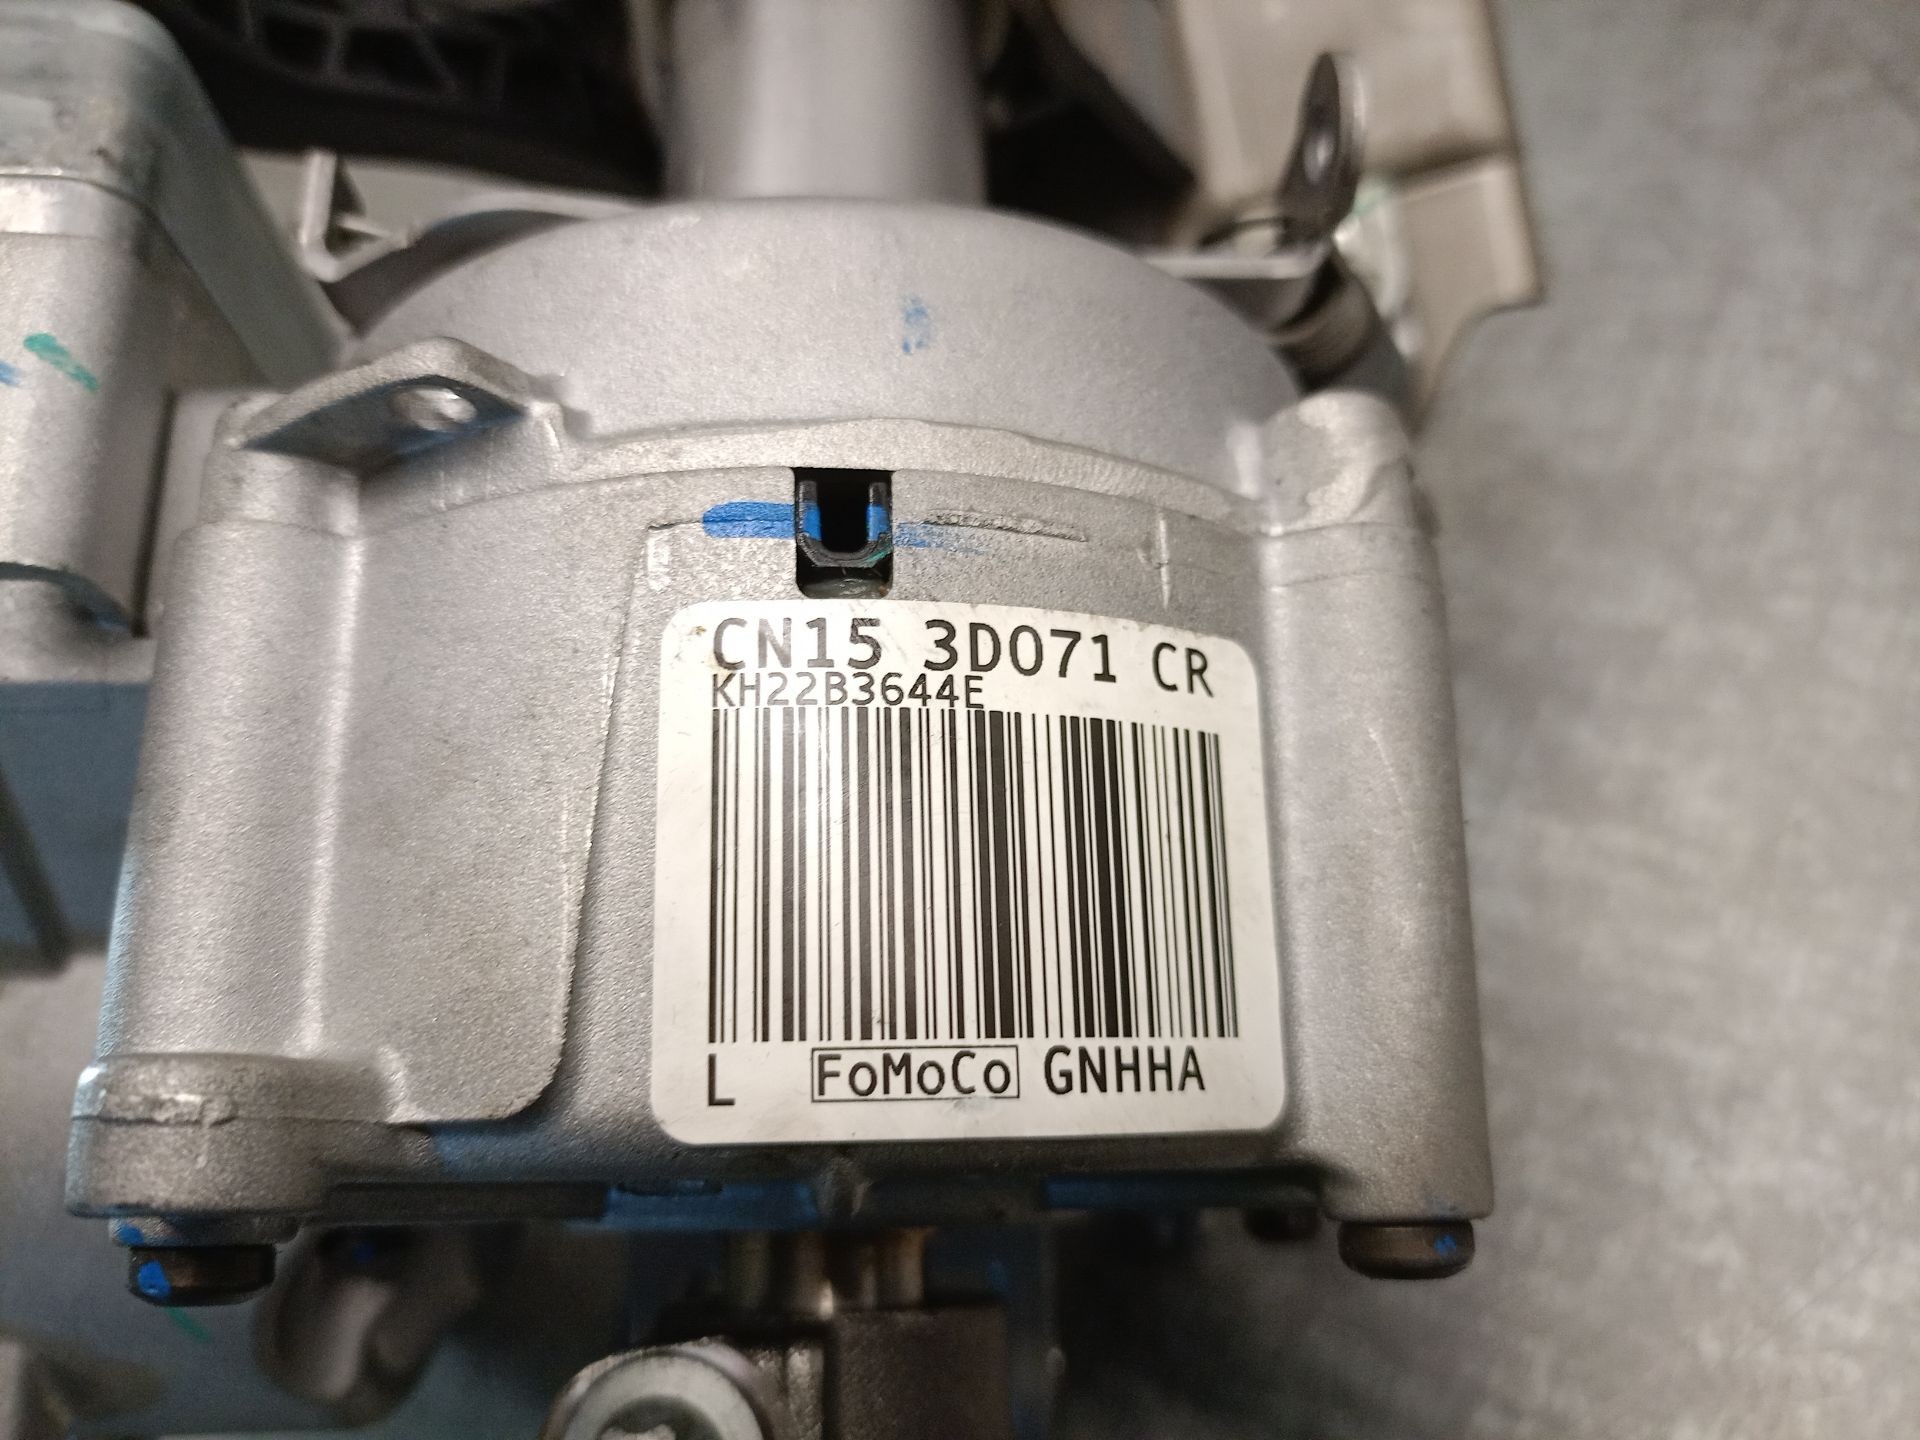 CN15 3D071 CR
KH22B3644E
L FoMoCo GNHHA